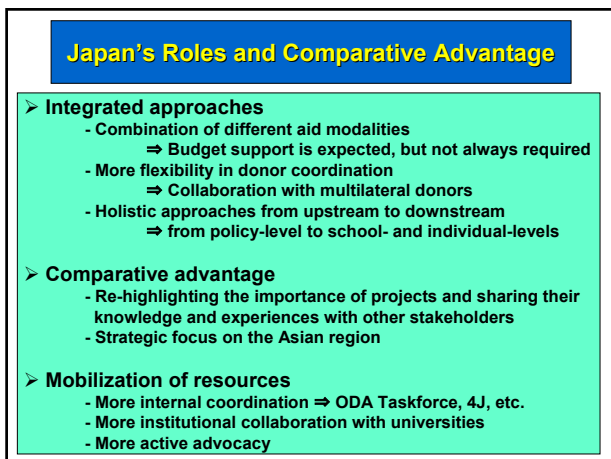 Japan's Roles and Comparative Advantage
➢ Integrated approaches
- Combination of different aid modalities
⇒ Budget support is expected, but not always required
- More flexibility in donor coordination
⇒ Collaboration with multilateral donors
- Holistic approaches from upstream to downstream
⇒ from policy-level to school- and individual-levels
➢ Comparative advantage
- Re-highlighting the importance of projects and sharing their
knowledge and experiences with other stakeholders
- Strategic focus on the Asian region
➢ Mobilization of resources
- More internal coordination ⇒ ODA Taskforce, 4J, etc.
- More institutional collaboration with universities
- More active advocacy